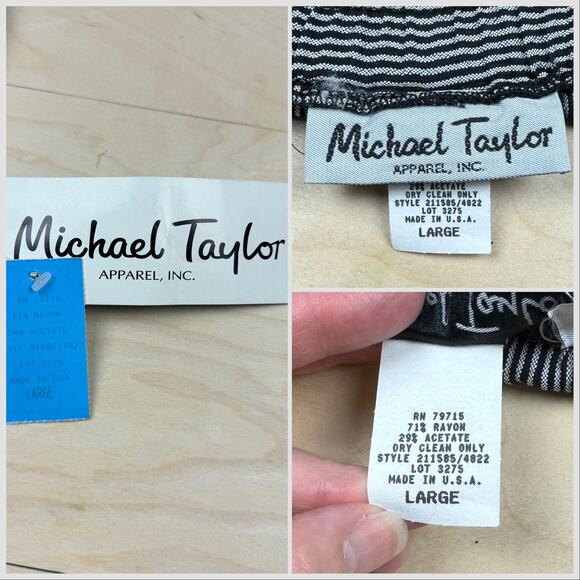 Michael Taylor
APPAREL, INC.
RN 79715
71% RAYON
29% ACETATE
STYLE 211585/4822
LOT 3275
MADE IN USA
LARGE
Michael Taylor
APPAREL, INC.
29% ACETATE
DRY CLEAN ONLY
STYLE 211585/4822
LOT 3275
MADE IN U.S.A.
LARGE
RN 79715
71% RAYON
29% ACETATE
DRY CLEAN ONLY
STYLE 211585/4822
LOT 3275
MADE IN U.S.A.
LARGE